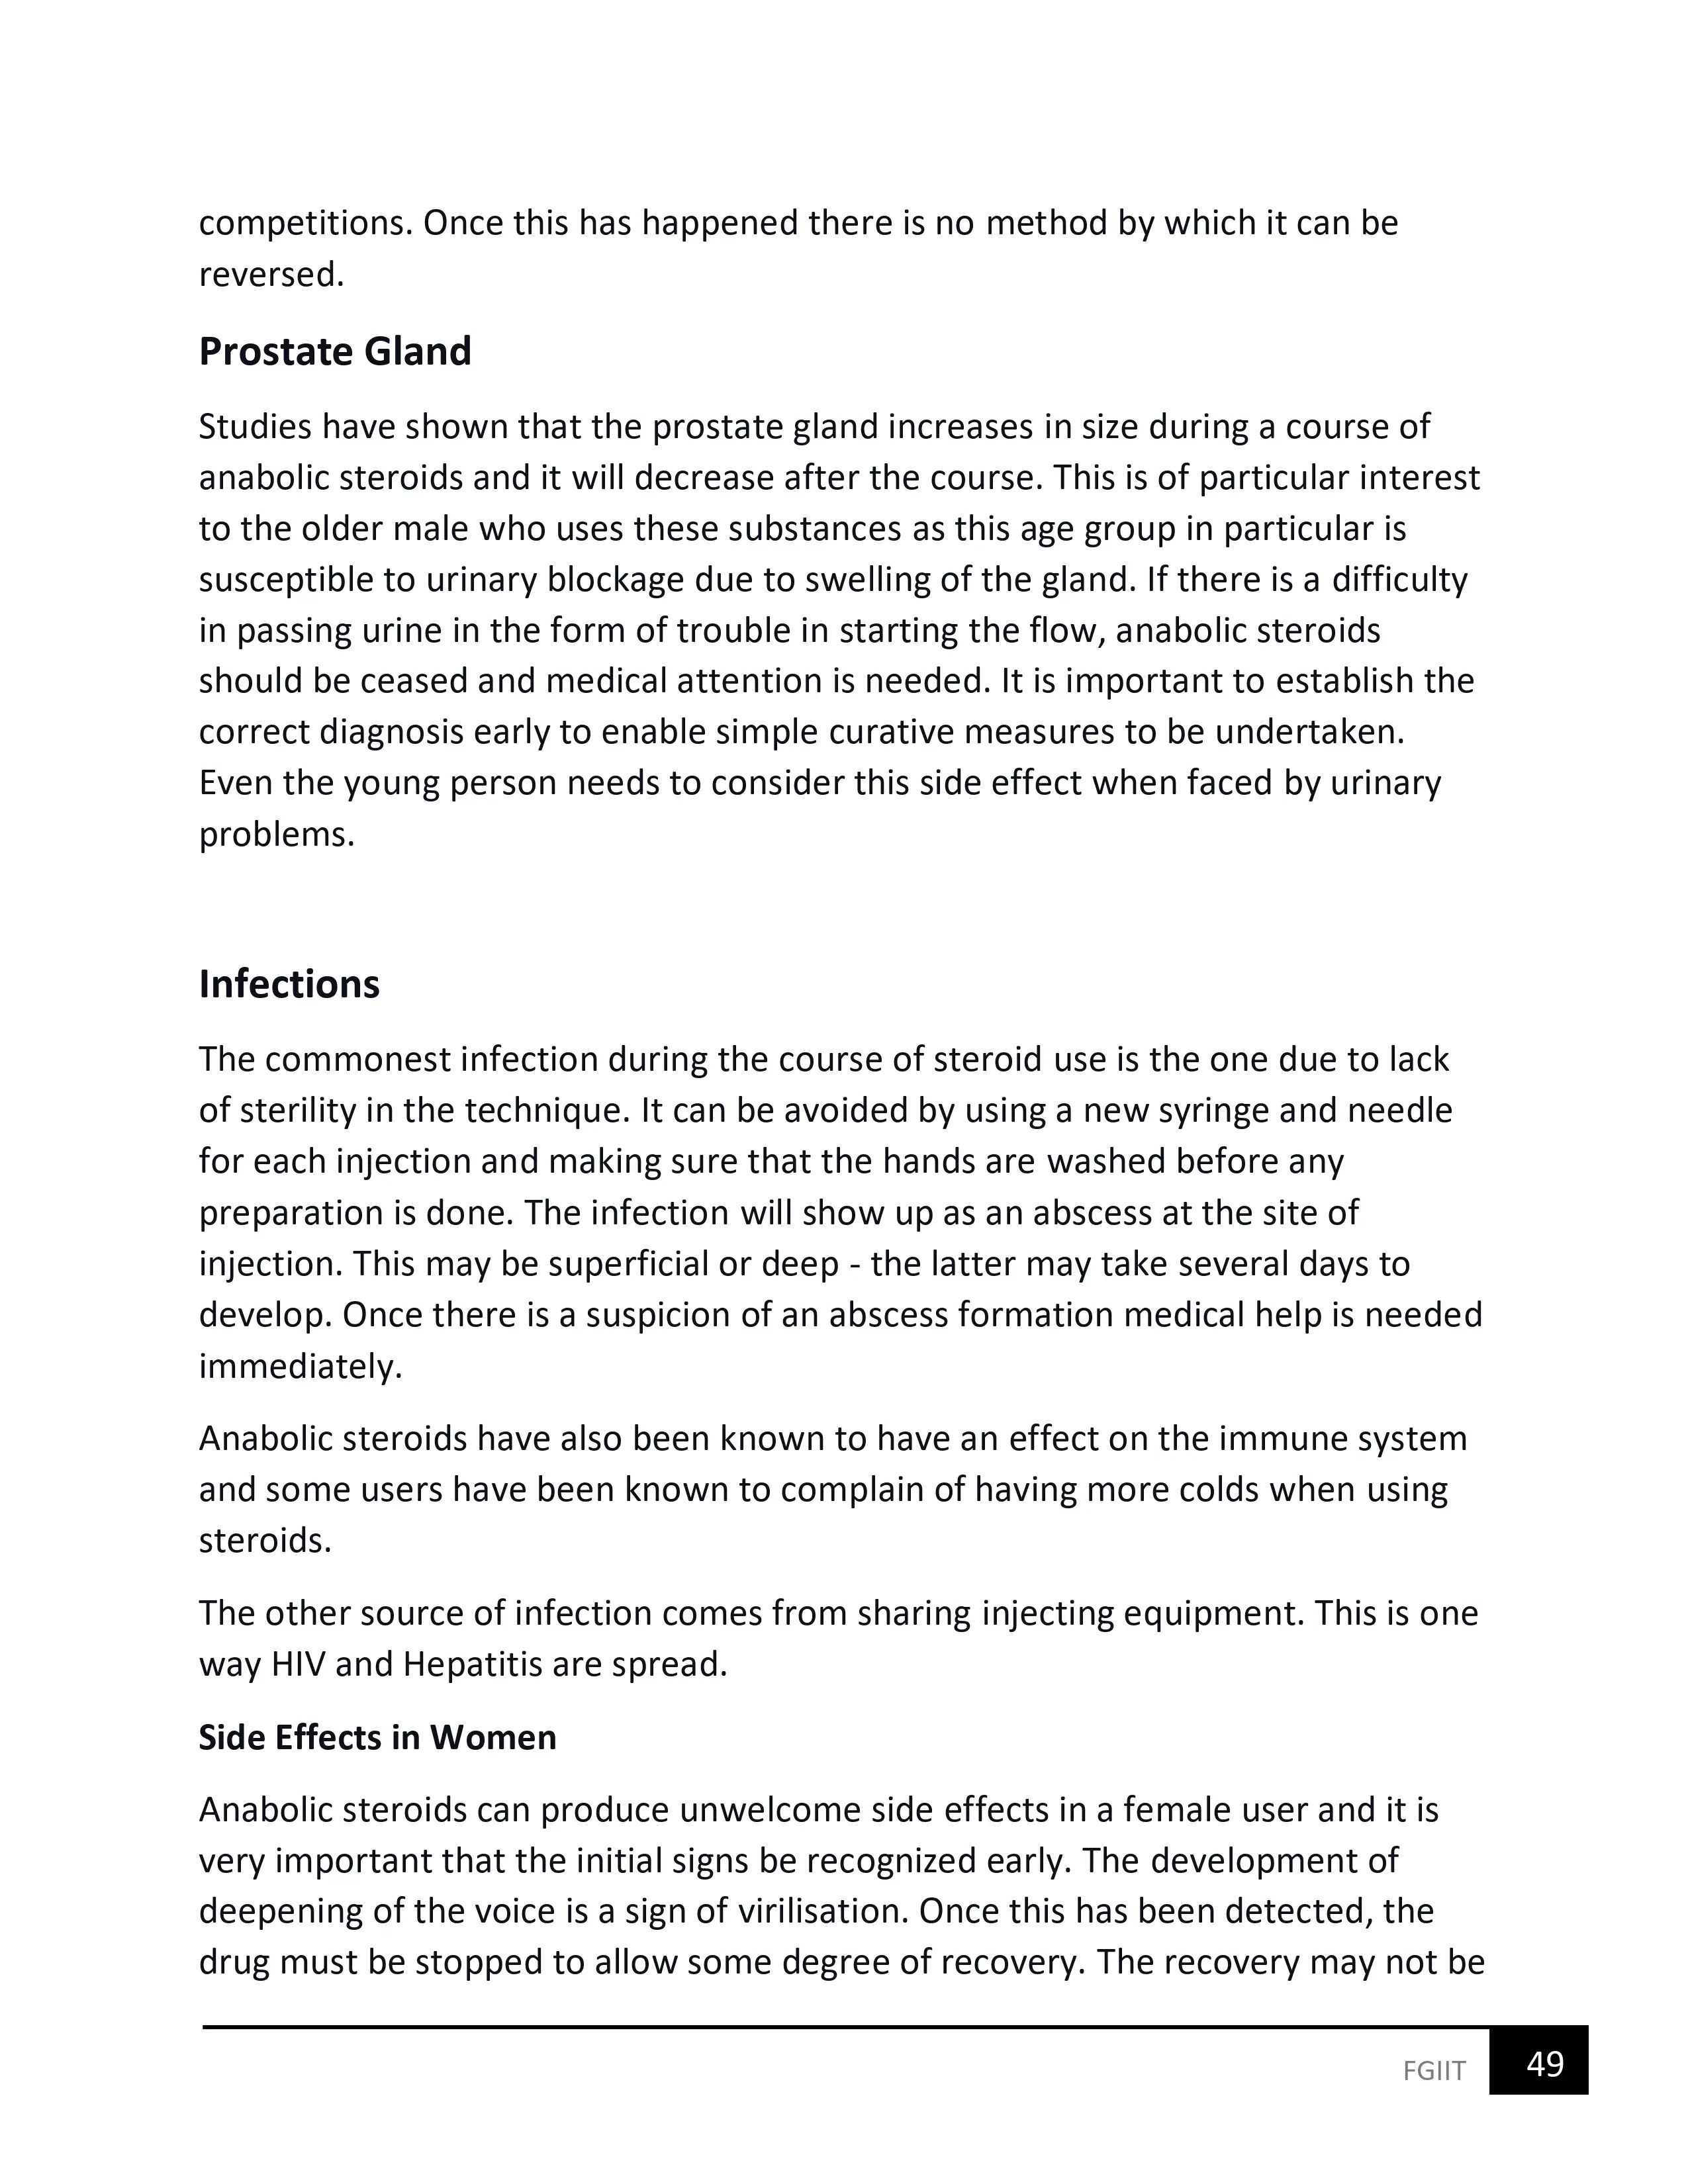 competitions. Once this has happened there is no method by which it can be
reversed.
Prostate Gland
Studies have shown that the prostate gland increases in size during a course of
anabolic steroids and it will decrease after the course. This is of particular interest
to the older male who uses these substances as this age group in particular is
susceptible to urinary blockage due to swelling of the gland. If there is a difficulty
in passing urine in the form of trouble in starting the flow, anabolic steroids
should be ceased and medical attention is needed. It is important to establish the
correct diagnosis early to enable simple curative measures to be undertaken.
Even the young person needs to consider this side effect when faced by urinary
problems.
Infections
The commonest infection during the course of steroid use is the one due to lack
of sterility in the technique. It can be avoided by using a new syringe and needle
for each injection and making sure that the hands are washed before any
preparation is done. The infection will show up as an abscess at the site of
injection. This may be superficial or deep - the latter may take several days to
develop. Once there is a suspicion of an abscess formation medical help is needed
immediately.
Anabolic steroids have also been known to have an effect on the immune system
and some users have been known to complain of having more colds when using
steroids.
The other source of infection comes from sharing injecting equipment. This is one
way HIV and Hepatitis are spread.
Side Effects in Women
Anabolic steroids can produce unwelcome side effects in a female user and it is
very important that the initial signs be recognized early. The development of
deepening of the voice is a sign of virilisation. Once this has been detected, the
drug must be stopped to allow some degree of recovery. The recovery may not be
FGIIT 49